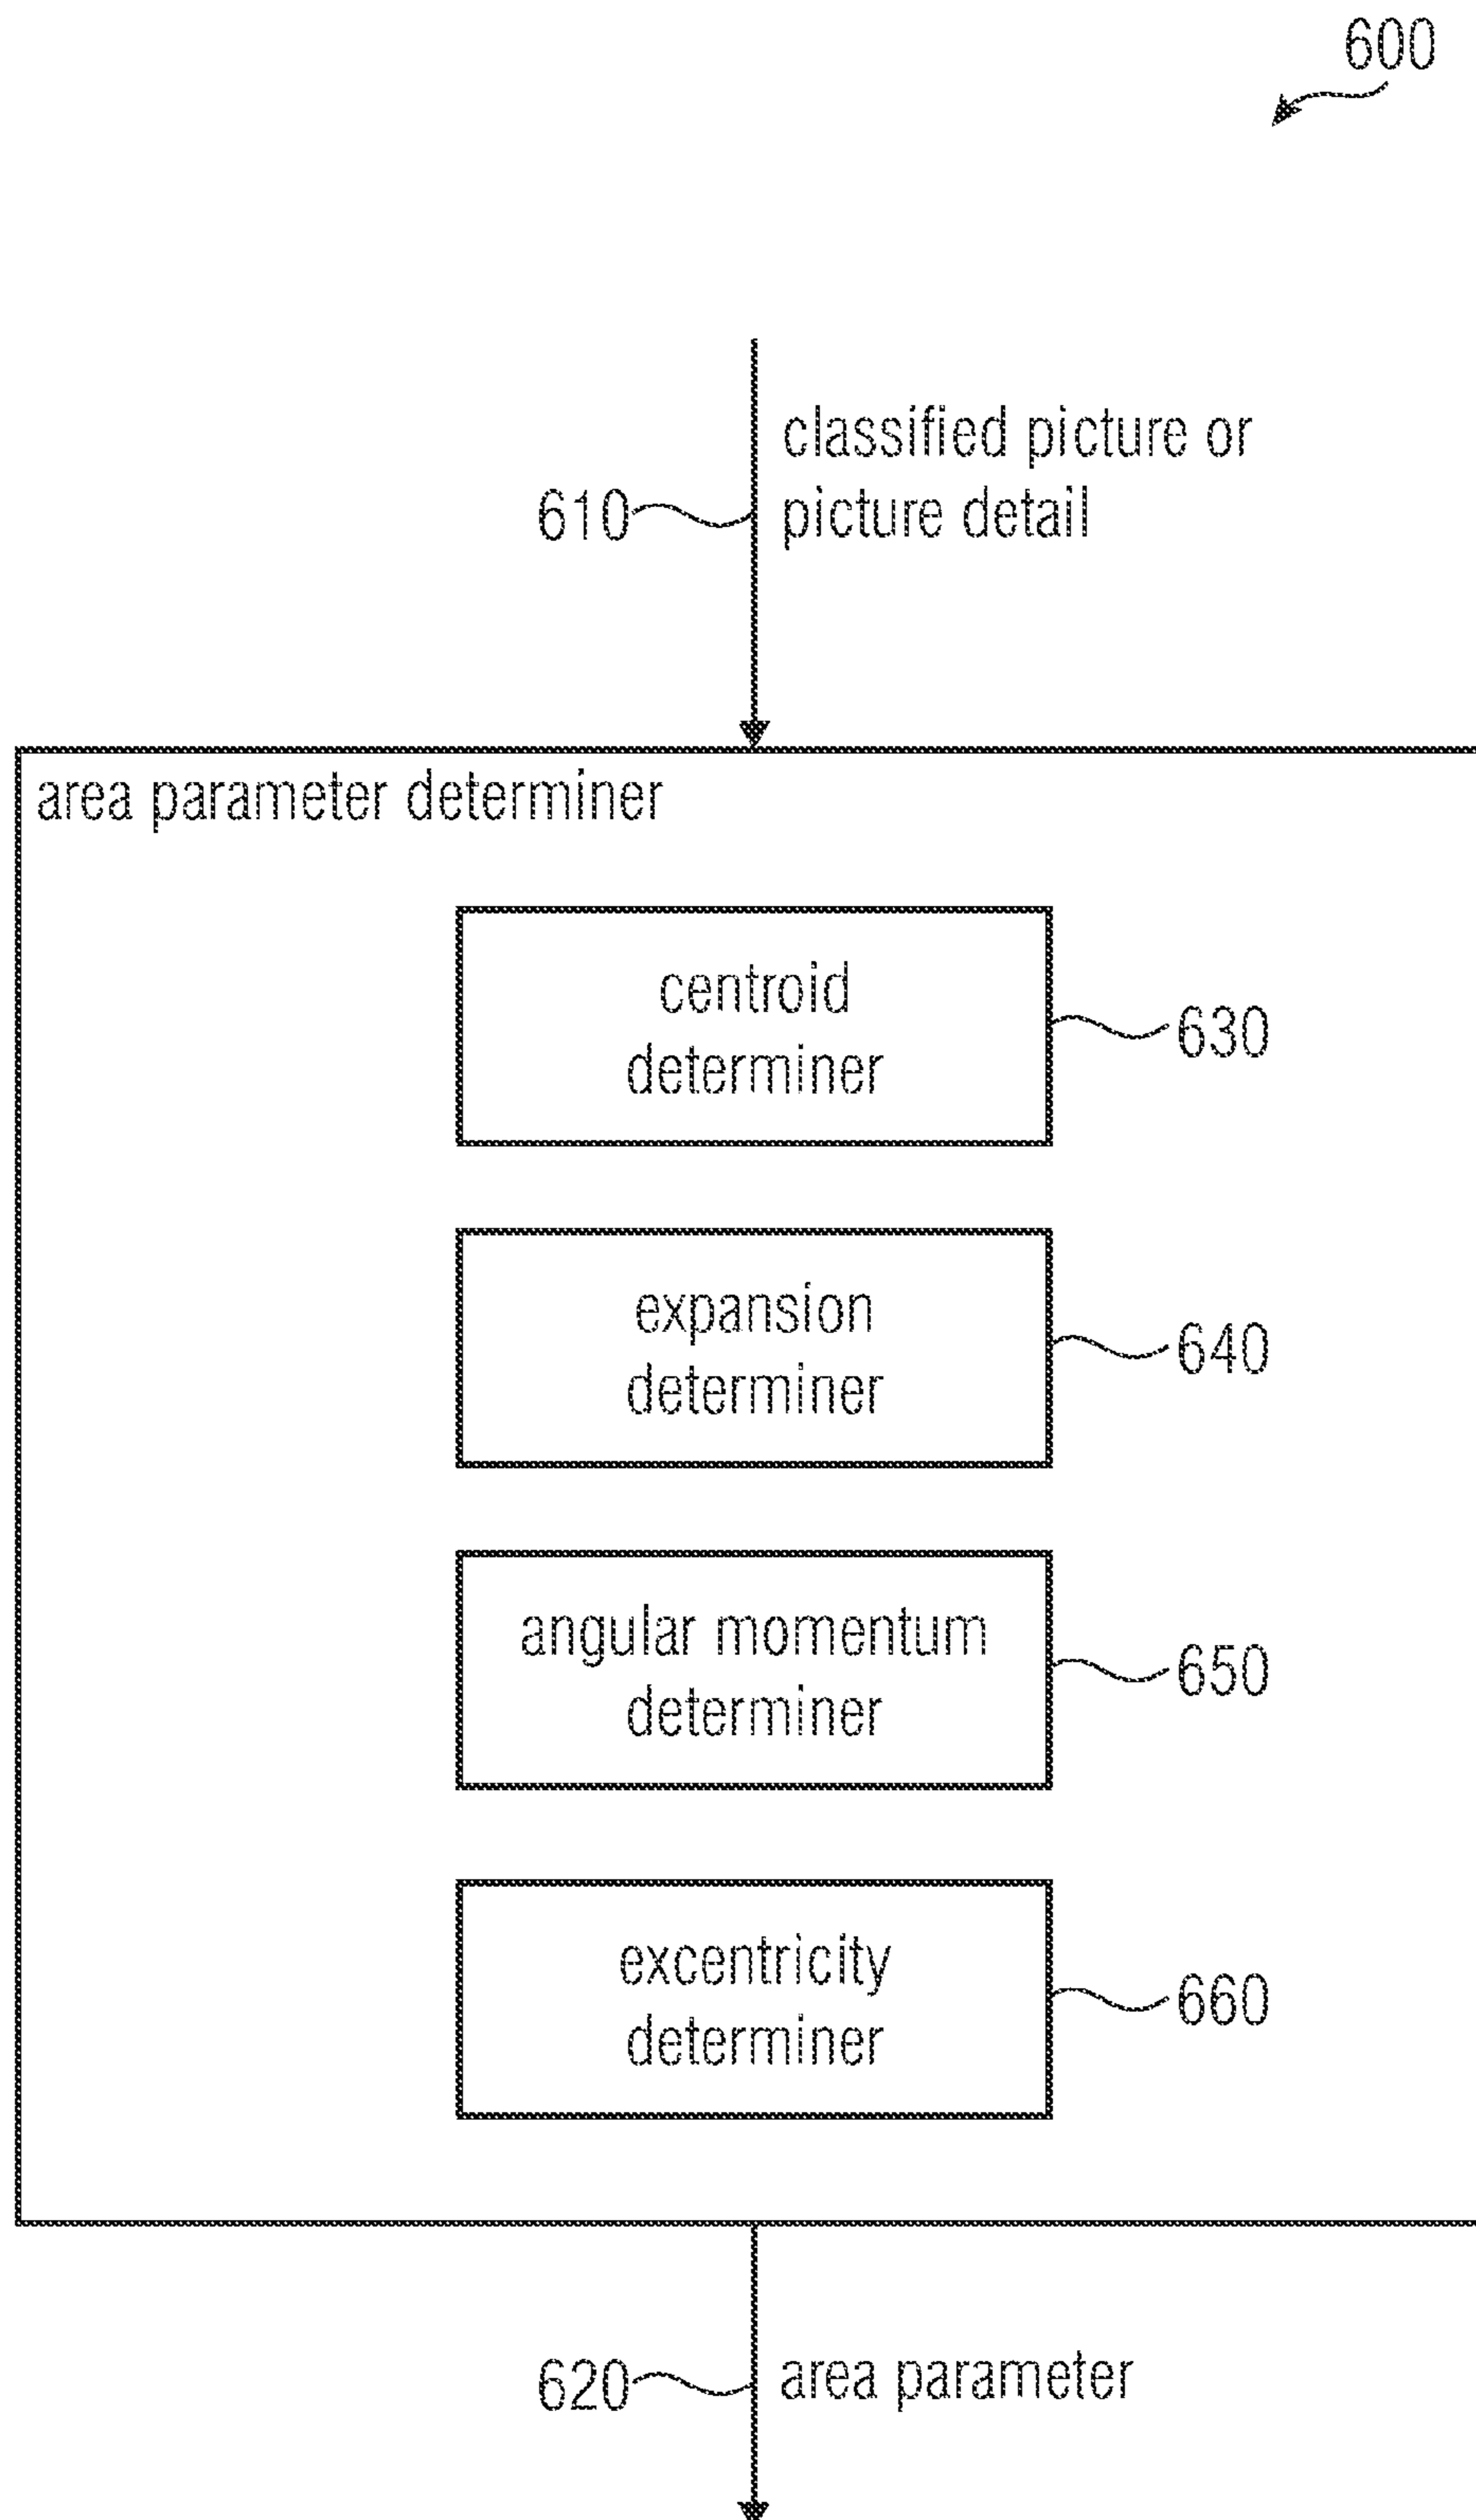 600
classified picture or
610
picture detail
area parameter determiner
centroid
determiner
630
expansion
determiner
640
angular momentum
determiner
650
excentricity
determiner
660
620
area parameter